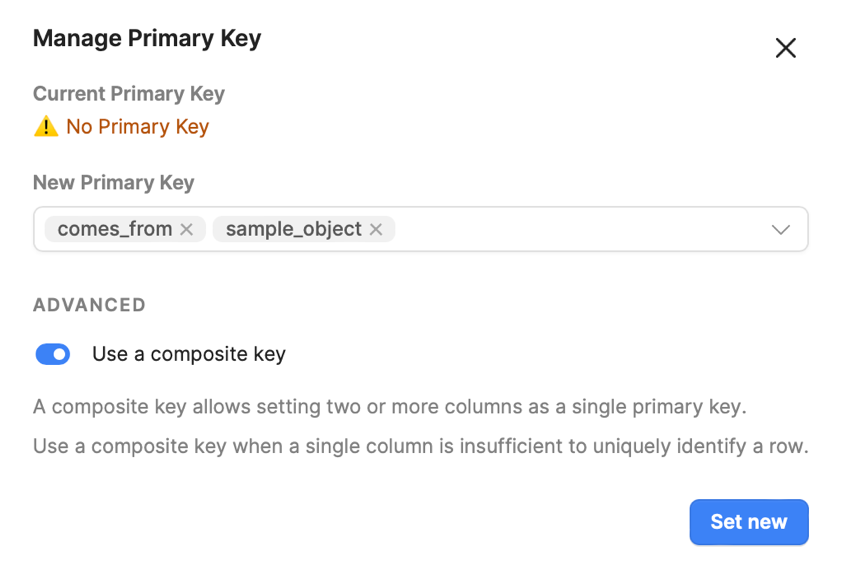 Manage Primary Key
Current Primary Key
No Primary Key
New Primary Key
comes_from sample_object
ADVANCED
Use a composite key
A composite key allows setting two or more columns as a single primary key.
Use a composite key when a single column is insufficient to uniquely identify a row.
Set new